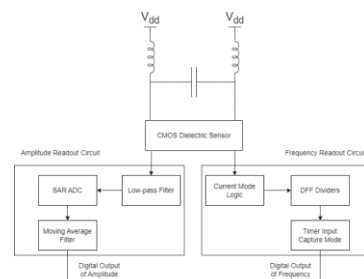 Vdd Vdd
CMOS Dielectric Sensor
Amplitude Readout Circuit
Frequency Readout Circuit
SAR ADC
Low-pass Filter
Current Mode
Logic
DFF Dividers
Moving Average
Filter
Timer Input
Capture Mode
Digital Output
of Amplitude
Digital Output
of Frequency